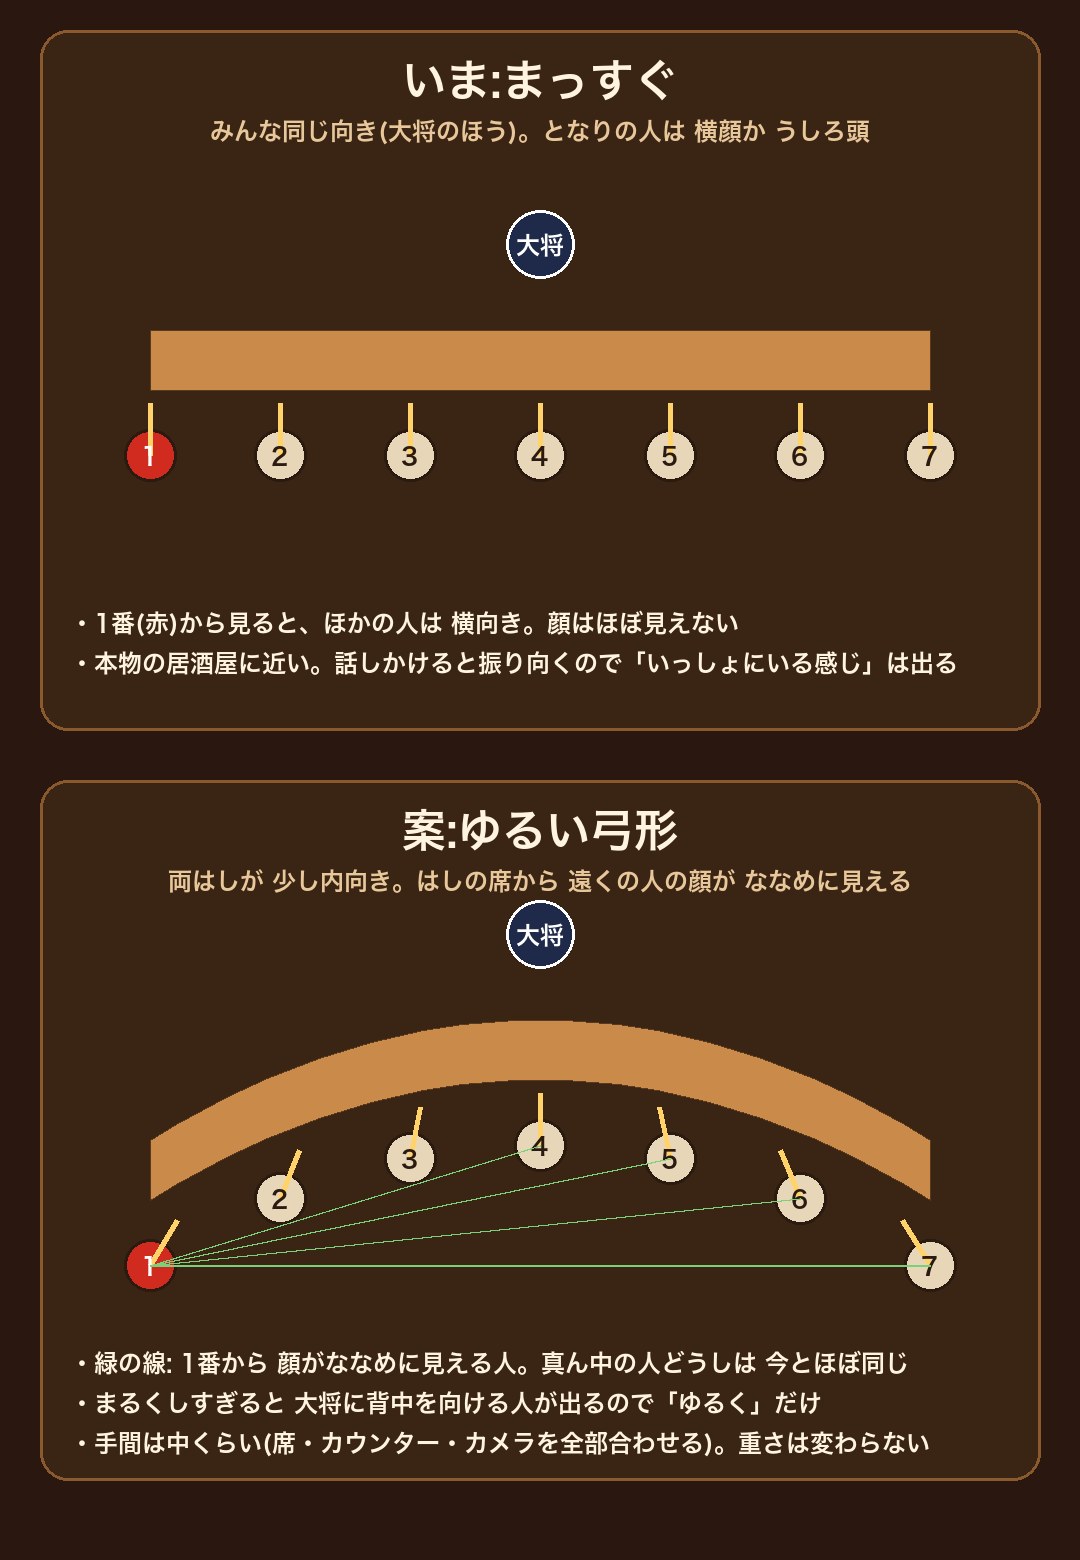 いま:まっすぐ
みんな同じ向き(大将のほう)。となりの人は 横顔か うしろ頭
大将
1 2 3 4 5 6 7
・1番(赤)から見ると、ほかの人は 横向き。顔はほぼ見えない
・本物の居酒屋に近い。話しかけると振り向くので「いっしょにいる感じ」は出る
案:ゆるい弓形
両はしが 少し内向き。はしの席から 遠くの人の顔が ななめに見える
大将
1 2 3 4 5 6 7
・緑の線: 1番から 顔がななめに見える人。真ん中の人どうしは 今とほぼ同じ
・まるくしすぎると 大将に背中を向ける人が出るので「ゆるく」だけ
・手間は中くらい(席・カウンター・カメラを全部合わせる)。重さは変わらない